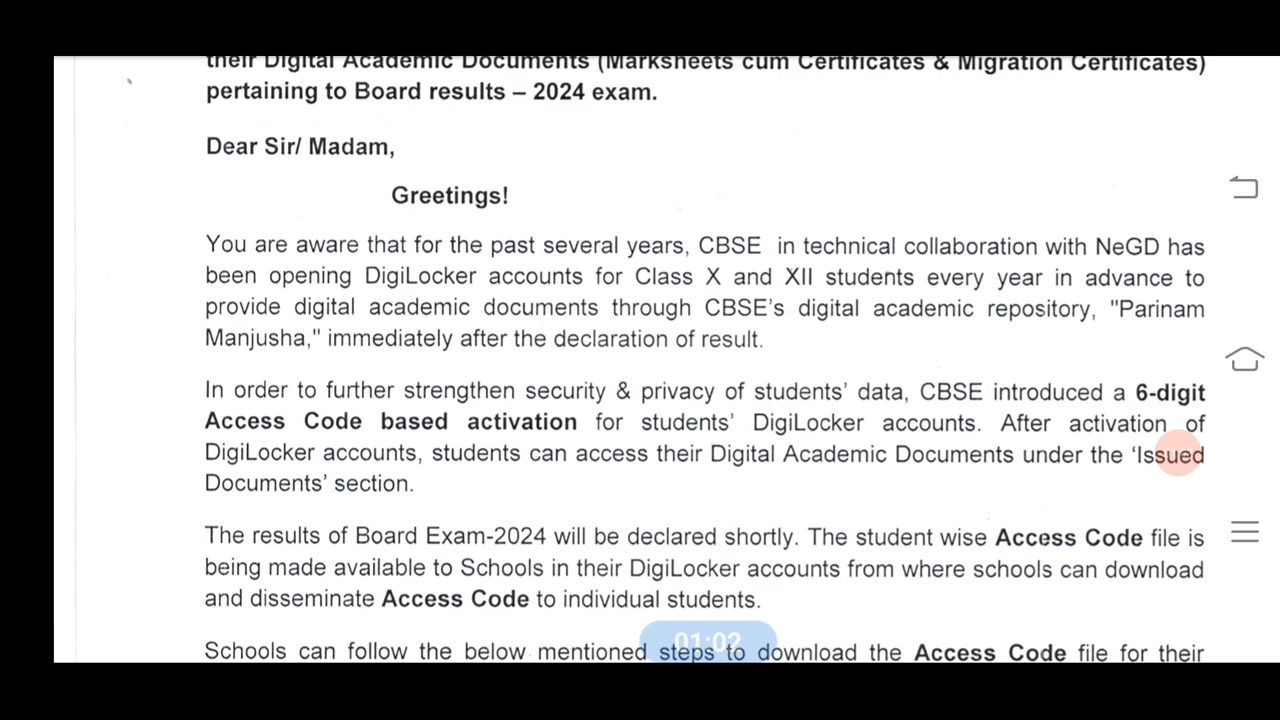 their Digital Academic Documents (Marksheets cum Certificates & Migration Certificates)
pertaining to Board results – 2024 exam.
Dear Sir/ Madam,
Greetings!
You are aware that for the past several years, CBSE in technical collaboration with NeGD has
been opening DigiLocker accounts for Class X and XII students every year in advance to
provide digital academic documents through CBSE's digital academic repository, "Parinam
Manjusha," immediately after the declaration of result.
In order to further strengthen security & privacy of students' data, CBSE introduced a 6-digit
Access Code based activation for students' DigiLocker accounts. After activation of
DigiLocker accounts, students can access their Digital Academic Documents under the 'Issued
Documents' section.
The results of Board Exam-2024 will be declared shortly. The student wise Access Code file is
being made available to Schools in their DigiLocker accounts from where schools can download
and disseminate Access Code to individual students.
01:02
Schools can follow the below mentioned steps to download the Access Code file for their